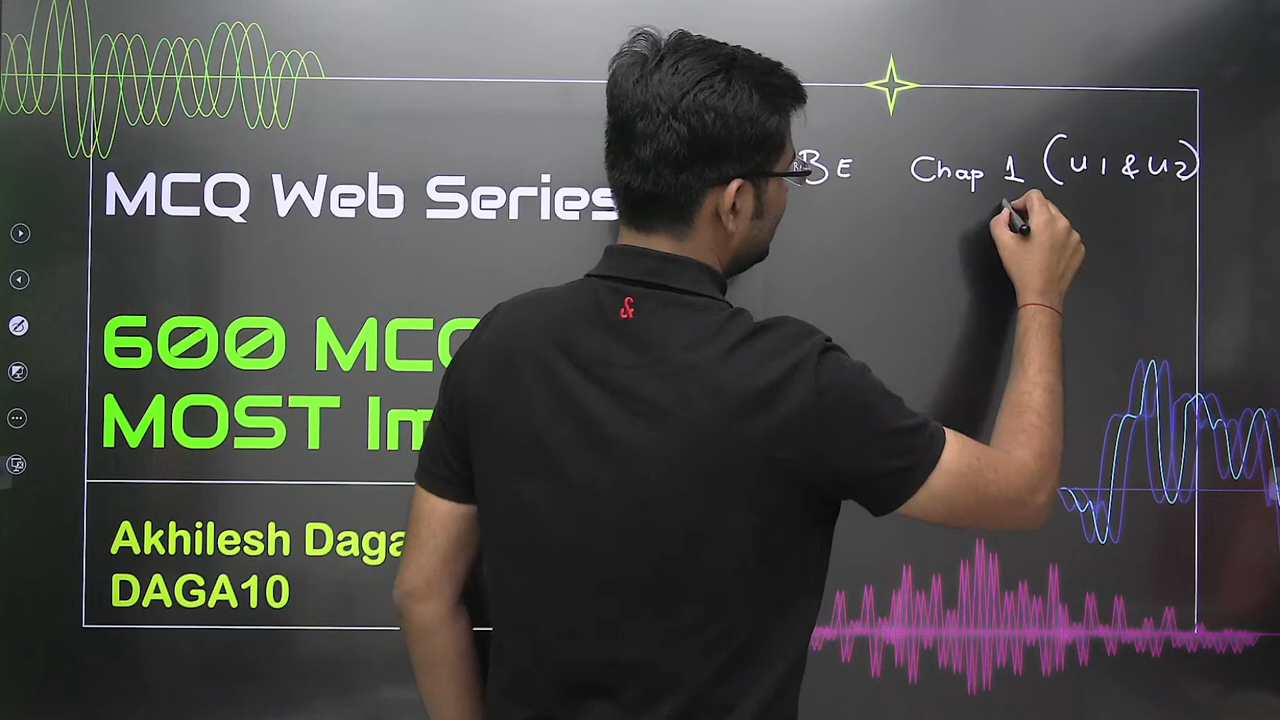 MCQ Web Series
BE Chap 1 (U1 & U2)
600 MCQ
MOST Im
Akhilesh Daga
DAGA10